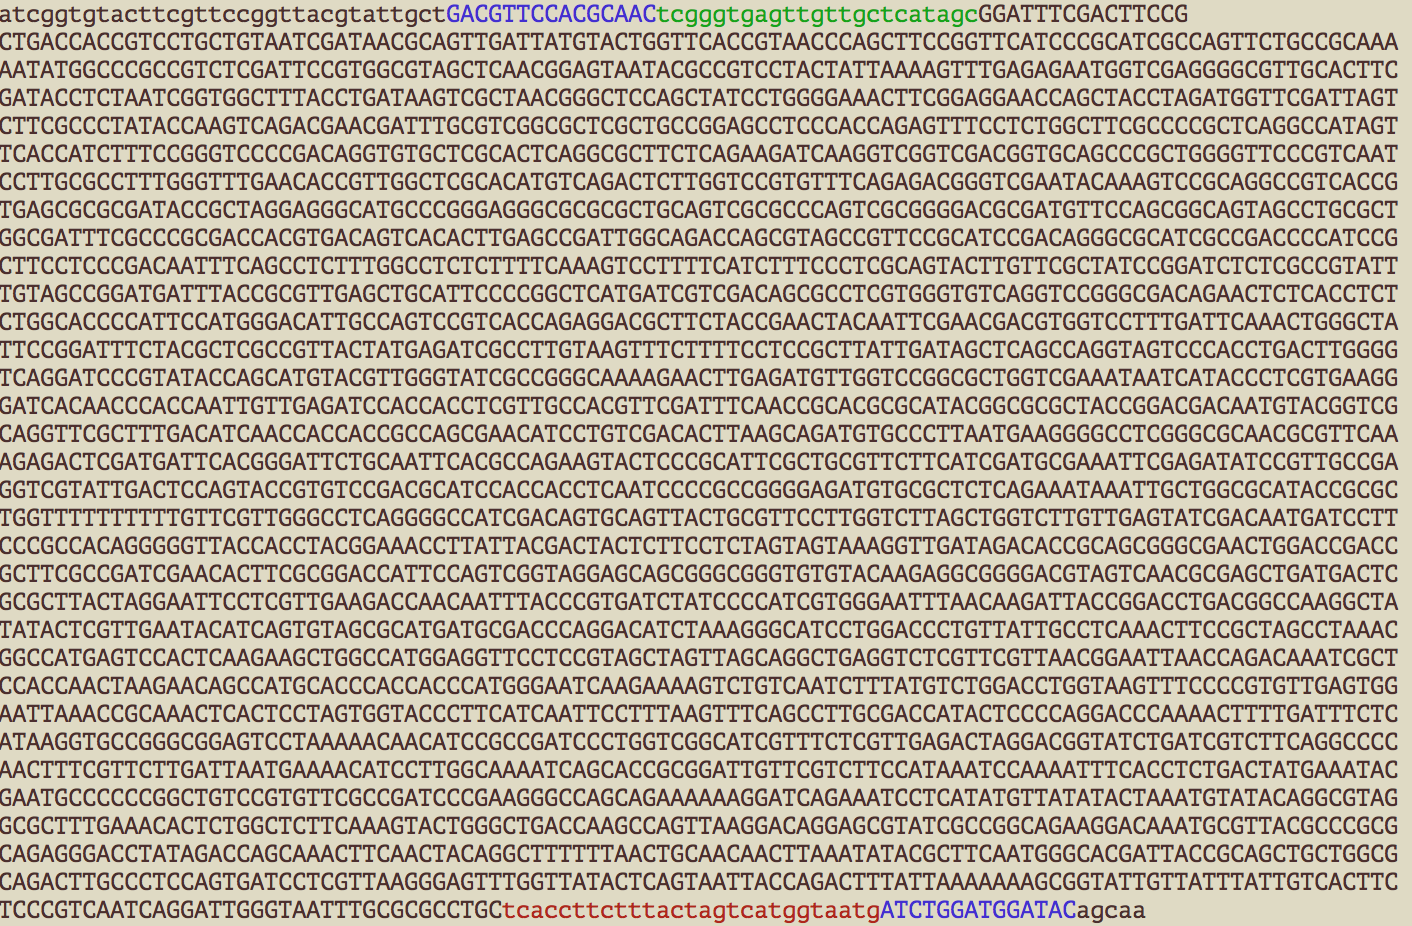 atcggtgtacttcgttccggttacgtattgctGACGTTCCACGCAACtcgggtgagttgttgctcatagcGGATTTCGACTTCCG
CTGACCACCGTCCTGCTGTAATCGATAACGCAGTTGATTATGTACTGGTTCACCGTAACCCAGCTTCCGGTTCATCCCGCATCGCCAGTTCTGCCGCAAA
AATATGGCCCGCCGTCTCGATTCCGTGGCGTAGCTCAACGGAGTAATACGCCGTCCTACTATTAAAAGTTTGAGAGAATGGTCGAGGGGCGTTGCACTTC
GATACCTCTAATCGGTGGCTTTACCTGATAAGTCGCTAACGGGCTCCAGCTATCCTGGGGAAACTTCGGAGGAACCAGCTACCTAGATGGTTCGATTAGT
CTTCGCCCTATACCAAGTCAGACGAACGATTTGCGTCGGCGCTCGCTGCCGGAGCCTCCCACCAGAGTTTCCTCTGGCTTCGCCCCGCTCAGGCCATAGT
TCACCATCTTTCCGGGTCCCCGACAGGTGTGCTCGCACTCAGGCGCTTCTCAGAAGATCAAGGTCGGTCGACGGTGCAGCCCGCTGGGGTTCCCGTCAAT
CCTTGCGCCTTTGGGTTTGAACACCGTTGGCTCGCACATGTCAGACTCTTGGTCCGTGTTTCAGAGACGGGTCGAATACAAAGTCCGCAGGCCGTCACCG
TGAGCGCGCGATACCGCTAGGAGGGCATGCCCGGGAGGGCGCGCGCTGCAGTCGCGCCCAGTCGCGGGGACGCGATGTTCCAGCGGCAGTAGCCTGCGCT
GGCGATTTCGCCCGCGACCACGTGACAGTCACACTTGAGCCGATTGGCAGACCAGCGTAGCCGTTCCGCATCCGACAGGGCGCATCGCCGACCCCATCCG
CTTCCTCCCGACAATTTCAGCCTCTTTGGCCTCTCTTTTCAAAGTCCTTTTCATCTTTCCCTCGCAGTACTTGTTCGCTATCCGGATCTCTCGCCGTATT
TGTAGCCGGATGATTTACCGCGTTGAGCTGCATTCCCCGGCTCATGATCGTCGACAGCGCCTCGTGGGTGTCAGGTCCGGGCGACAGAACTCTCACCTCT
CTGGCACCCCATTCCATGGGACATTGCCAGTCCGTCACCAGAGGACGCTTCTACCGAACTACAATTCGAACGACGTGGTCCTTTGATTCAAACTGGGCTA
TTCCGGATTTCTACGCTCGCCGTTACTATGAGATCGCCTTGTAAGTTTCTTTTCCTCCGCTTATTGATAGCTCAGCCAGGTAGTCCCACCTGACTTGGGG
TCAGGATCCCGTATACCAGCATGTACGTTGGGTATCGCCGGGCAAAAGAACTTGAGATGTTGGTCCGGCGCTGGTCGAAATAATCATACCCTCGTGAAGG
GATCACAACCCACCAATTGTTGAGATCCACCACCTCGTTGCCACGTTCGATTTCAACCGCACGCGCATACGGCGCGCTACCGGACGACAATGTACGGTCG
CAGGTTCGCTTTGACATCAACCACCACCGCCAGCGAACATCCTGTCGACACTTAAGCAGATGTGCCCTTAATGAAGGGGCCTCGGGCGCAACGCGTTCAA
AGAGACTCGATGATTCACGGGATTCTGCAATTCACGCCAGAAGTACTCCCGCATTCGCTGCGTTCTTCATCGATGCGAAATTCGAGATATCCGTTGCCGA
GGTCGTATTGACTCCAGTACCGTGTCCGACGCATCCACCACCTCAATCCCCGCCGGGGAGATGTGCGCTCTCAGAAATAAATTGCTGGCGCATACCGCGC
TGGTTTTTTTTTTTGTTCGTTGGGCCTCAGGGGCCATCGACAGTGCAGTTACTGCGTTCCTTGGTCTTAGCTGGTCTTGTTGAGTATCGACAATGATCCTT
CCCGCCACAGGGGGTTACCACCTACGGAAACCTTATTACGACTACTCTTCCTCTAGTAGTAAAGGTTGATAGACACCGCAGCGGGCGAACTGGACCGACC
GCTTCGCCGATCGAACACTTCGCGGACCATTCCAGTCGGTAGGAGCAGCGGGCGGGTGTGTACAAGAGGCGGGGACGTAGTCAACGCGAGCTGATGACTC
GCGCTTACTAGGAATTCCTCGTTGAAGACCAACAATTTACCCGTGATCTATCCCCATCGTGGGAATTTAACAAGATTACCGGACCTGACGGCCAAGGCTA
TATACTCGTTGAATACATCAGTGTAGCGCATGATGCGACCCAGGACATCTAAAGGGCATCCTGGACCCTGTTATTGCCTCAAACTTCCGCTAGCCTAAAC
GGCCATGAGTCCACTCAAGAAGCTGGCCATGGAGGTTCCTCCGTAGCTAGTTAGCAGGCTGAGGTCTCGTTCGTTAACGGAATTAACCAGACAAATCGCT
CCACCAACTAAGAACAGCCATGCACCCACCACCCATGGGAATCAAGAAAAGTCTGTCAATCTTTATGTCTGGACCTGGTAAGTTTCCCCGTGTTGAGTGG
AATTAAACCGCAAACTCACTCCTAGTGGTACCCTTCATCAATTCCTTTAAGTTTCAGCCTTGCGACCATACTCCCCAGGACCCAAAACTTTTGATTTCTC
ATAAGGTGCCGGGCGGAGTCCTAAAAACAACATCCGCCGATCCCTGGTCGGCATCGTTTCTCGTTGAGACTAGGACGGTATCTGATCGTCTTCAGGCCCC
AACTTTCGTTCTTGATTAATGAAAACATCCTTGGCAAAATCAGCACCGCGGATTGTTCGTCTTCCATAAATCCAAAATTTCACCTCTGACTATGAAATAC
GAATGCCCCCCGGCTGTCCGTGTTCGCCGATCCCGAAGGGCCAGCAGAAAAAAGGATCAGAAATCCTCATATGTTATATACTAAATGTATACAGGCGTAG
GCGCTTTGAAACACTCTGGCTCTTCAAAGTACTGGGCTGACCAAGCCAGTTAAGGACAGGAGCGTATCGCCGGCAGAAGGACAAATGCGTTACGCCCGCG
CAGAGGGACCTATAGACCAGCAAACTTCAACTACAGGCTTTTTTAACTGCAACAACTTAAATATACGCTTCAATGGGCACGATTACCGCAGCTGCTGGCG
CAGACTTGCCCTCCAGTGATCCTCGTTAAGGGAGTTTGGTTATACTCAGTAATTACCAGACTTTATTAAAAAAAGCGGTATTGTTATTTATTGTCACTTC
TCCCGTCAATCAGGATTGGGTAATTTGCGCGCCTGCtcaccttctttactagtcatggtaatgATCTGGATGGATACagcaa